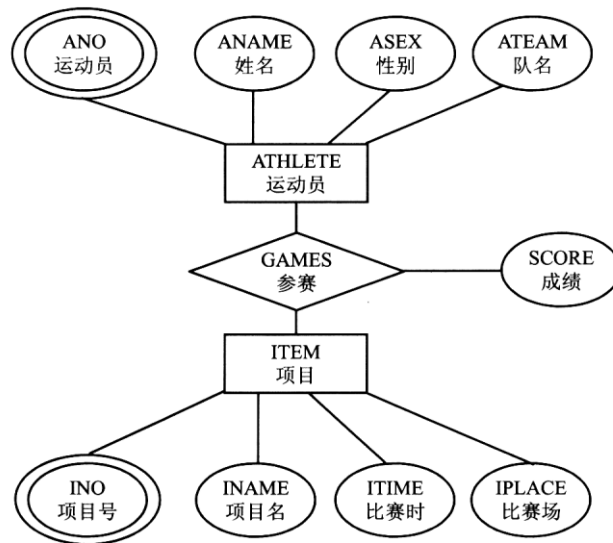 ANO
运动员
ANAME
姓名
ASEX
性别
ATEAM
队名
ATHLETE
运动员
GAMES
参赛
SCORE
成绩
ITEM
项目
INO
项目号
INAME
项目名
ITIME
比赛时
IPLACE
比赛场